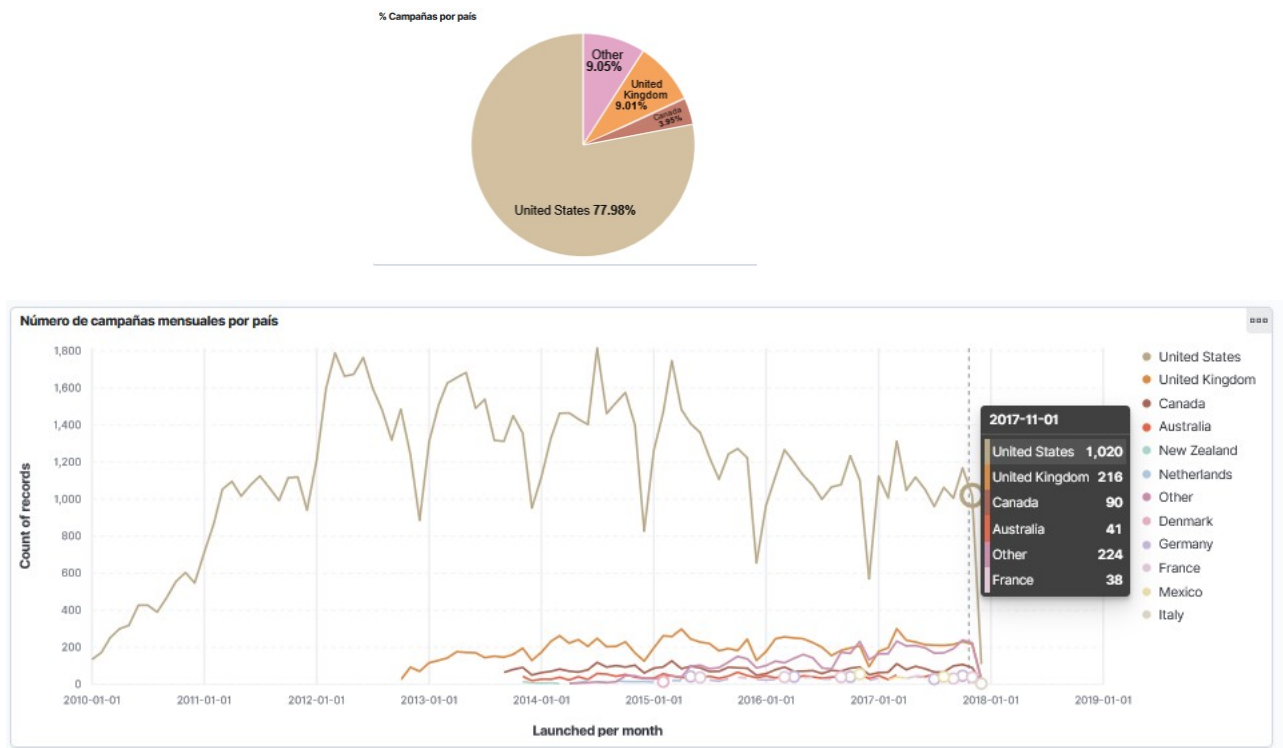 % Campañas por país
Other
9.05%
United
Kingdom
9.01%
Canada
3.95%
United States 77.98%
Número de campañas mensuales por país
1,800
1,600
1,400
1,200
1,000
800
600
400
200
0
Count of records
2010-01-01
2011-01-01
2012-01-01
2013-01-01
2014-01-01
2015-01-01
2016-01-01
2017-01-01
2018-01-01
2019-01-01
Launched per month
2017-11-01
United States 1,020
United Kingdom 216
Canada 90
Australia 41
Other 224
France 38
United States
United Kingdom
Canada
Australia
New Zealand
Netherlands
Other
Denmark
Germany
France
Mexico
Italy